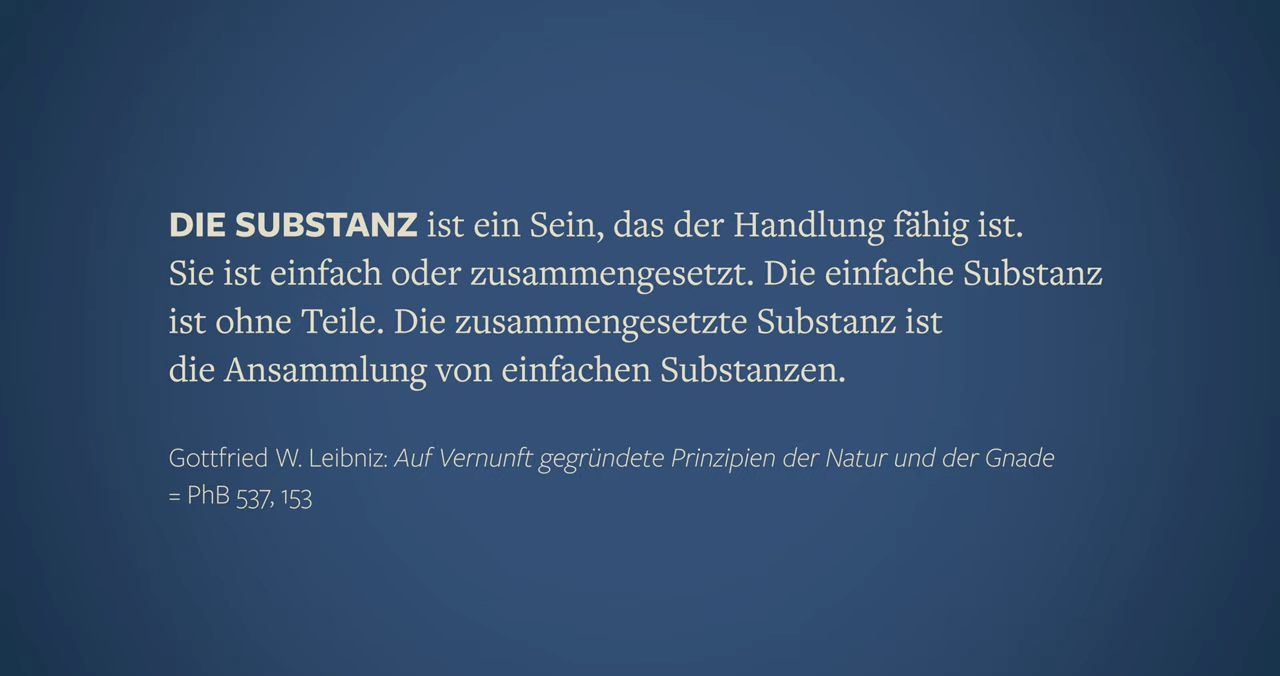 DIE SUBSTANZ ist ein Sein, das der Handlung fähig ist.
Sie ist einfach oder zusammengesetzt. Die einfache Substanz
ist ohne Teile. Die zusammengesetzte Substanz ist
die Ansammlung von einfachen Substanzen.
Gottfried W. Leibniz: Auf Vernunft gegründete Prinzipien der Natur und der Gnade
= PhB 537, 153